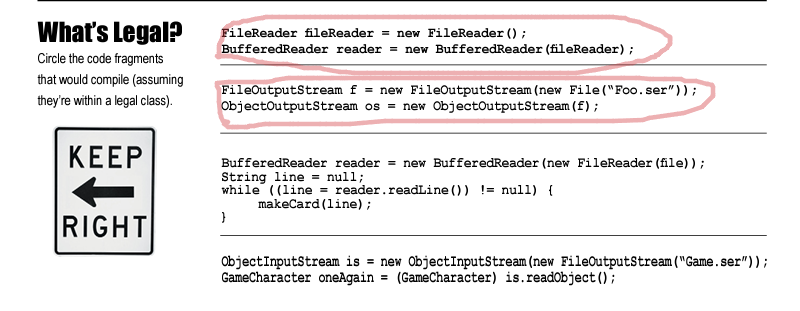 What's Legal?
Circle the code fragments
that would compile (assuming
they're within a legal class).
KEEP
RIGHT
FileReader fileReader = new FileReader();
BufferedReader reader = new BufferedReader(fileReader);
FileOutputStream f = new FileOutputStream(new File(“Foo.ser”));
ObjectOutputStream os = new ObjectOutputStream(f);
BufferedReader reader = new BufferedReader(new FileReader(file));
String line = null;
while ((line = reader.readLine()) != null) {
makeCard(line);
}
ObjectInputStream is = new ObjectInputStream(new FileOutputStream(“Game.ser”));
GameCharacter oneAgain = (GameCharacter) is.readObject();